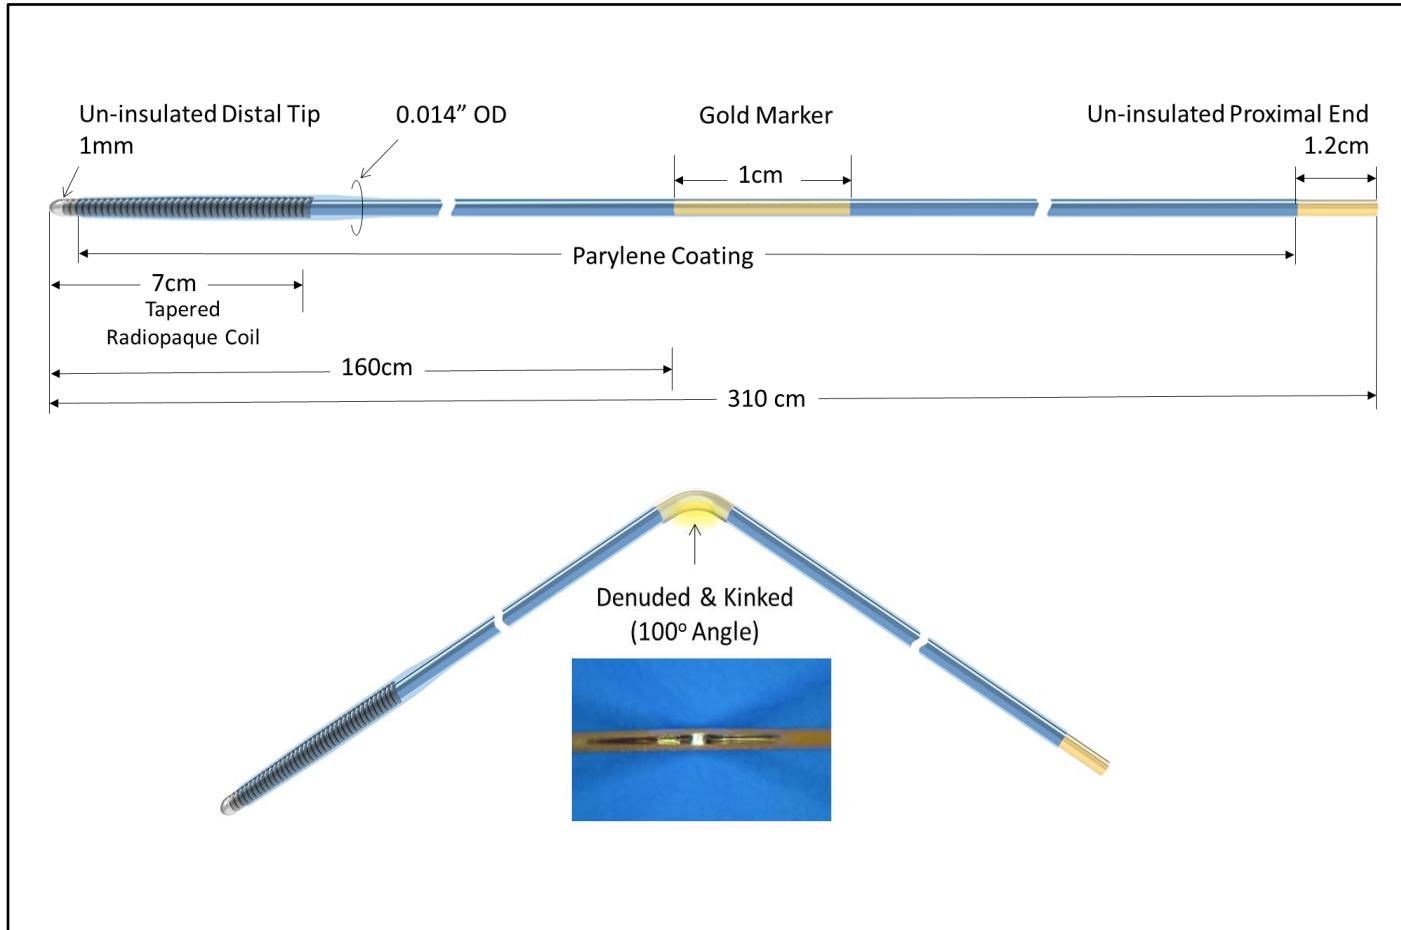 Un-insulated Distal Tip
1mm
0.014” OD
Gold Marker
Un-insulated Proximal End
1.2cm
1cm
Parylene Coating
7cm
Tapered
Radiopaque Coil
160cm
310 cm
Denuded & Kinked
(100° Angle)